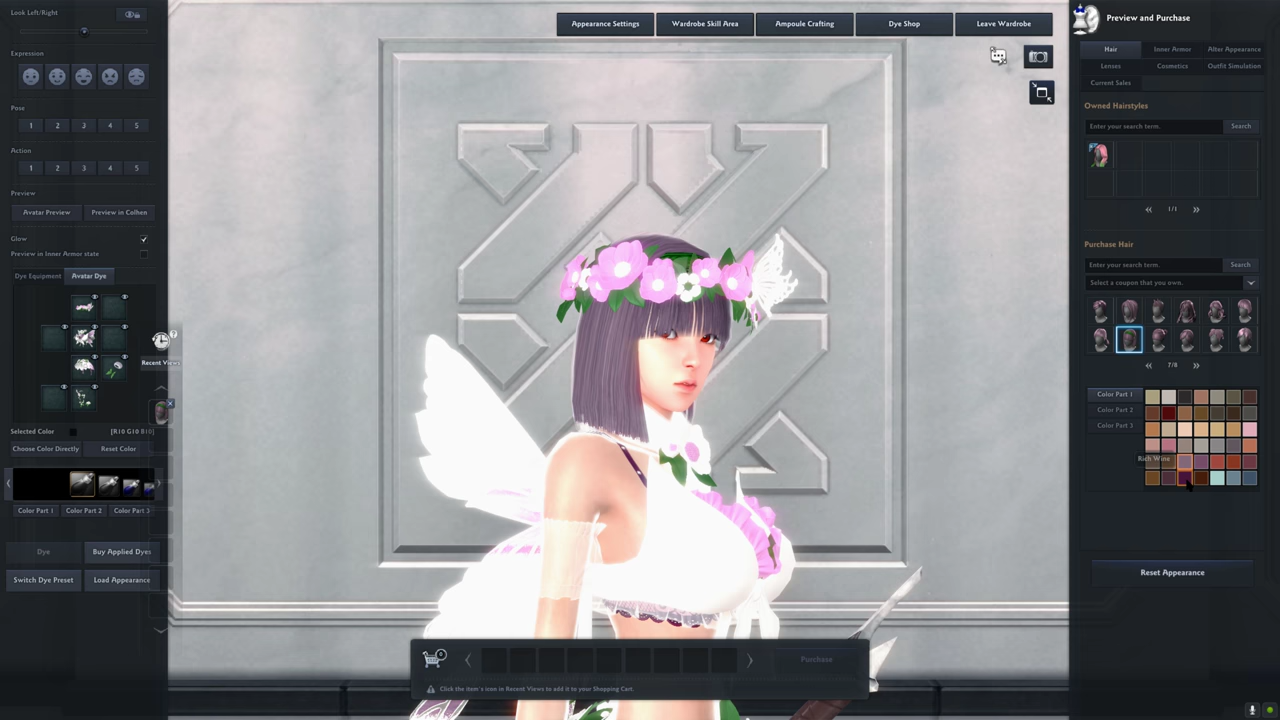 Look Left/Right
Expression
Pose
1 2 3 4 5
Action
1 2 3 4 5
Preview
Avatar Preview Preview in Colhen
Glow
Preview in Inner Armor state
Dye Equipment Avatar Dye
?
Recent Views
Selected Color [R10 G10 B10]
Choose Color Directly Reset Color
Color Part 1 Color Part 2 Color Part 3
Dye Buy Applied Dyes
Switch Dye Preset Load Appearance
Appearance Settings Wardrobe Skill Area Ampoule Crafting Dye Shop Leave Wardrobe
0
Purchase
Click the item's icon in Recent Views to add it to your Shopping Cart.
Preview and Purchase
Hair Inner Armor Alter Appearance
Lenses Cosmetics Outfit Simulation
Current Sales
Owned Hairstyles
Enter your search term. Search
1/1
Purchase Hair
Enter your search term. Search
Select a coupon that you own.
7/8
Color Part 1
Color Part 2
Color Part 3
Rich Wine
Reset Appearance